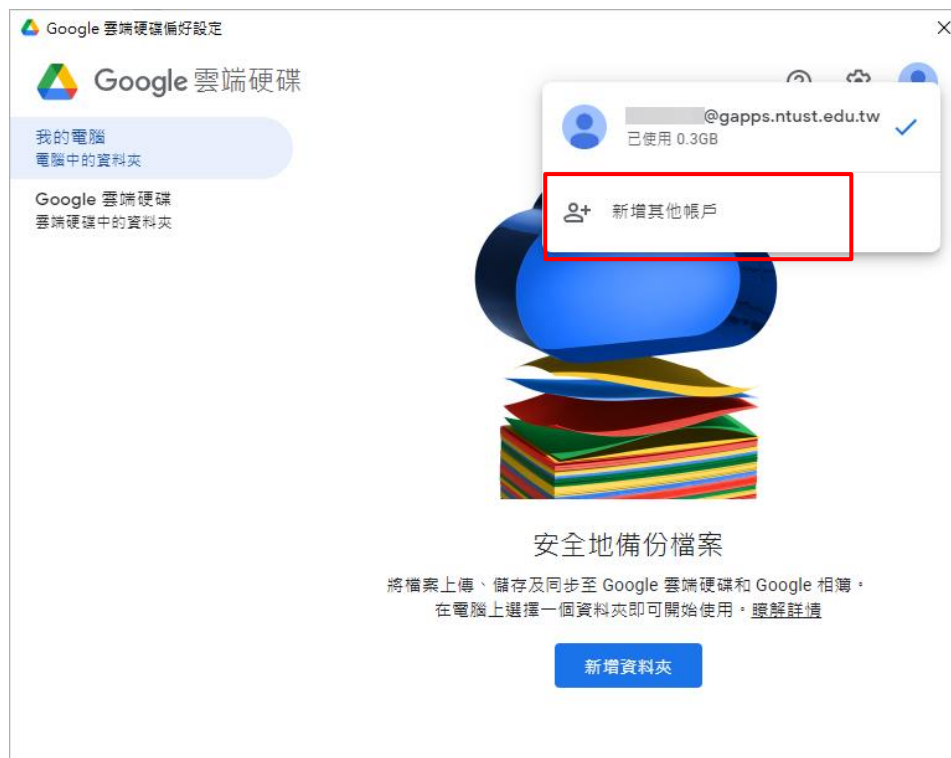 Google 雲端硬碟偏好設定
Google 雲端硬碟
@gapps.ntust.edu.tw
已使用 0.3GB
我的電腦
電腦中的資料夾
Google 雲端硬碟
雲端硬碟中的資料夾
新增其他帳戶
安全地備份檔案
將檔案上傳、儲存及同步至 Google 雲端硬碟和 Google 相簿。
在電腦上選擇一個資料夾即可開始使用。瞭解詳情
新增資料夾